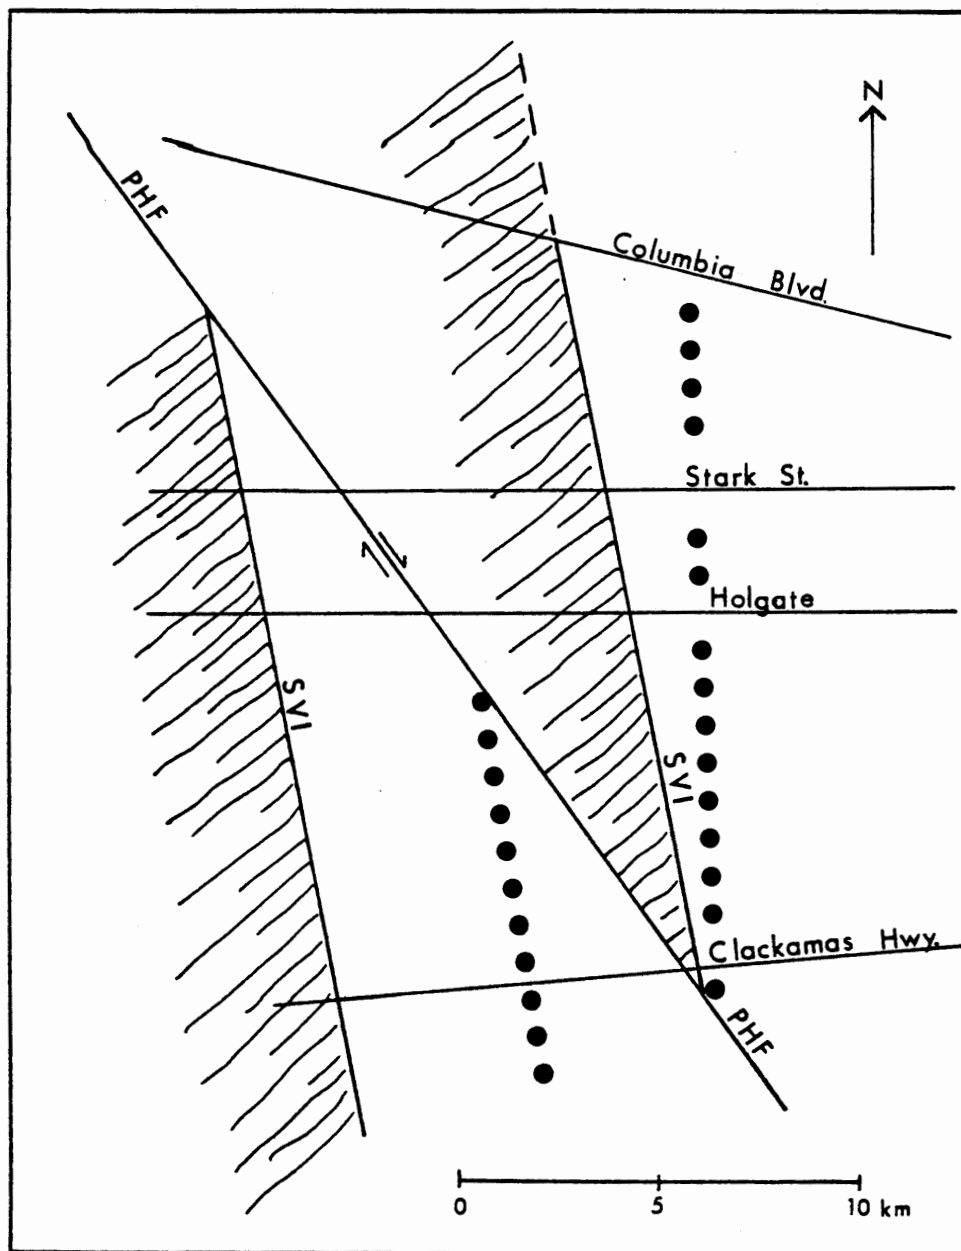 N
PHF
Columbia Blvd.
Stark St.
Holgate
SVI
SVI
Clackamas Hwy.
PHF
0 5 10 km